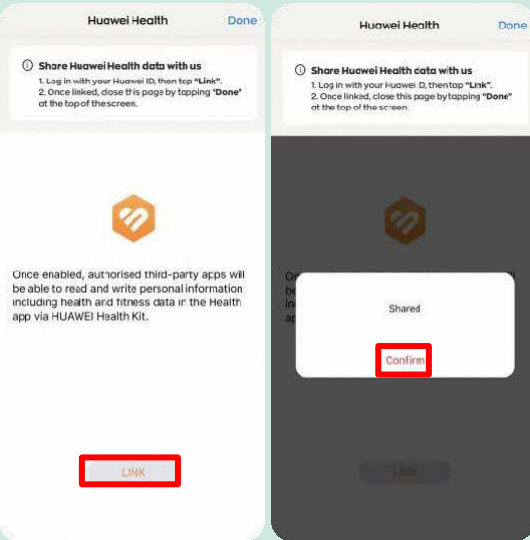 Huawei Health
Done
Share Huawei Health data with us
1. Log in with your Huawei ID, then tap "Link".
2. Once linked, close this page by tapping "Done"
at the top of the screen.
Once enabled, authorised third-party apps will
be able to read and write personal information
including health and fitness data in the Health
app via HUAWEI Health Kit.
LINK
Huawei Health
Done
Share Huawei Health data with us
1. Log in with your Huawei ID, then tap "Link".
2. Once linked, close this page by tapping "Done"
at the top of the screen.
Shared
Confirm
LINK